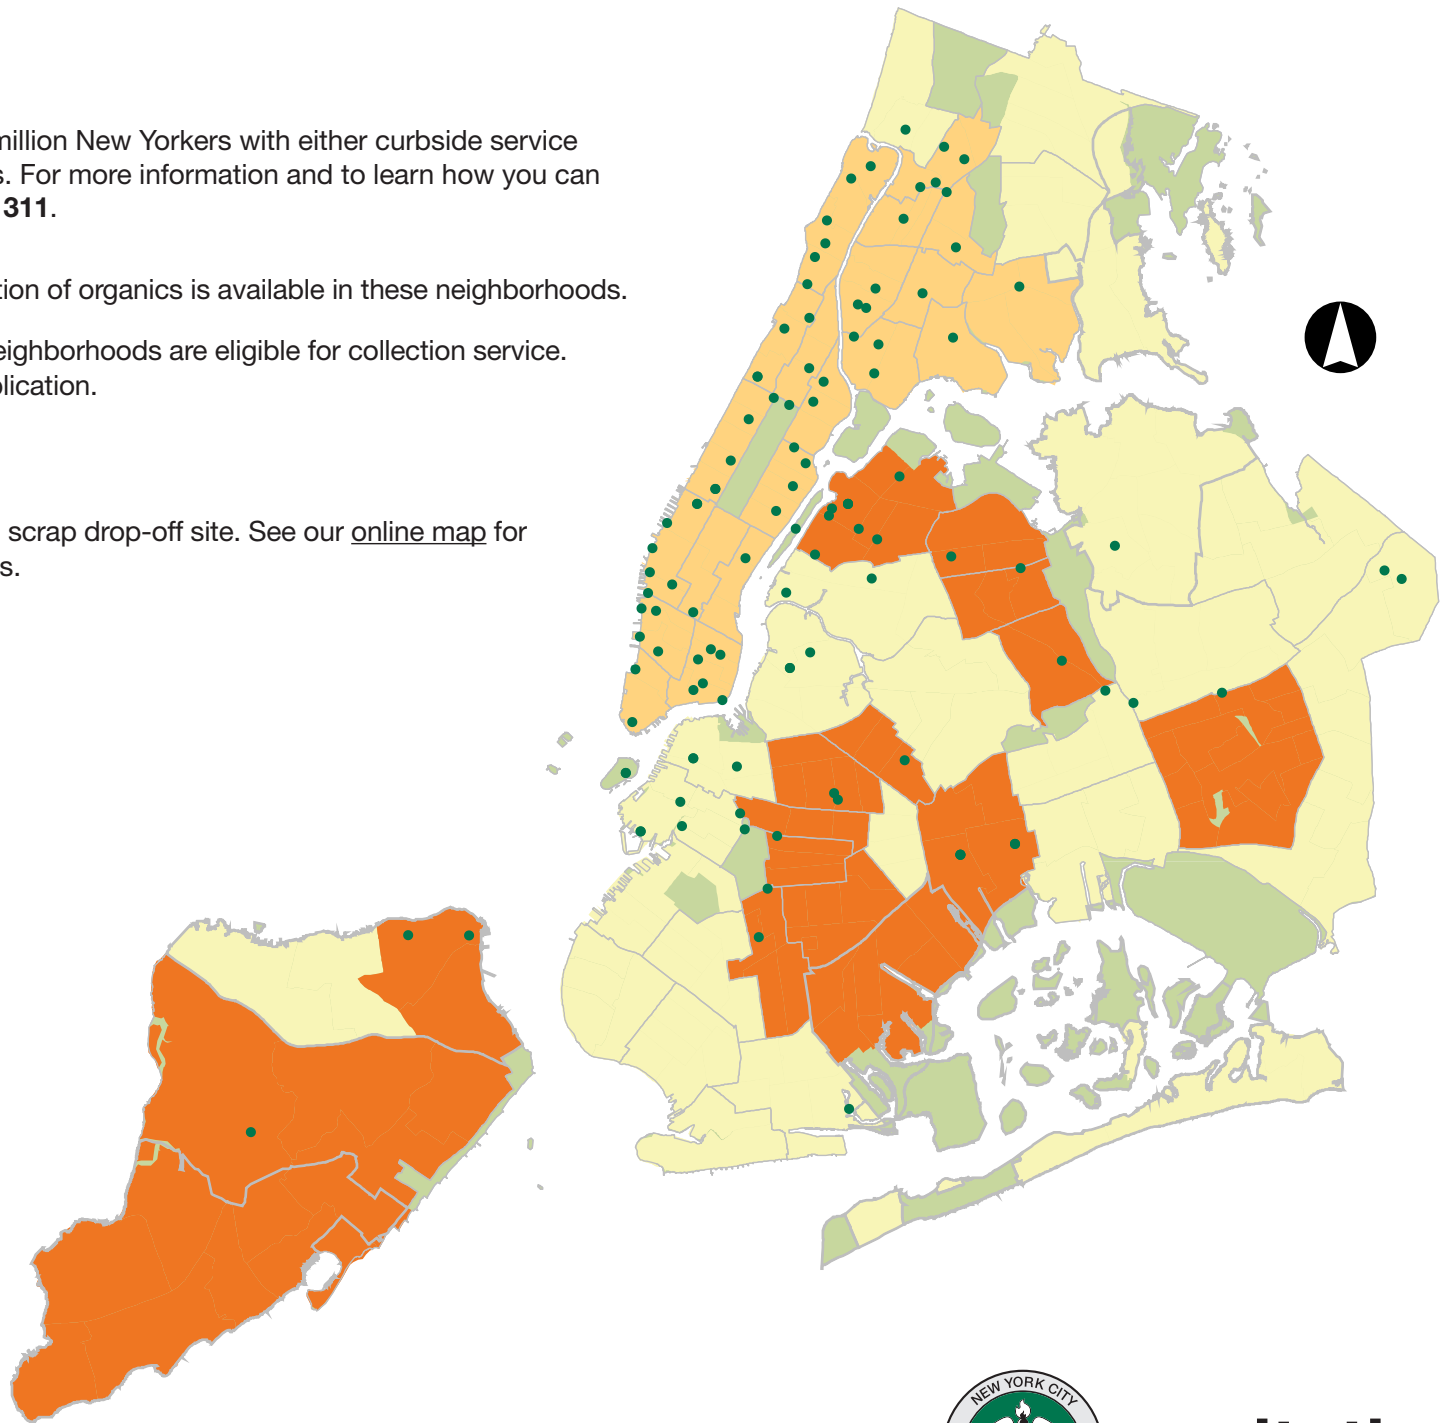 million New Yorkers with either curbside service
s. For more information and to learn how you can
311.
tion of organics is available in these neighborhoods.
eighborhoods are eligible for collection service.
plication.
scrap drop-off site. See our online map for
s.
NEW YORK CITY